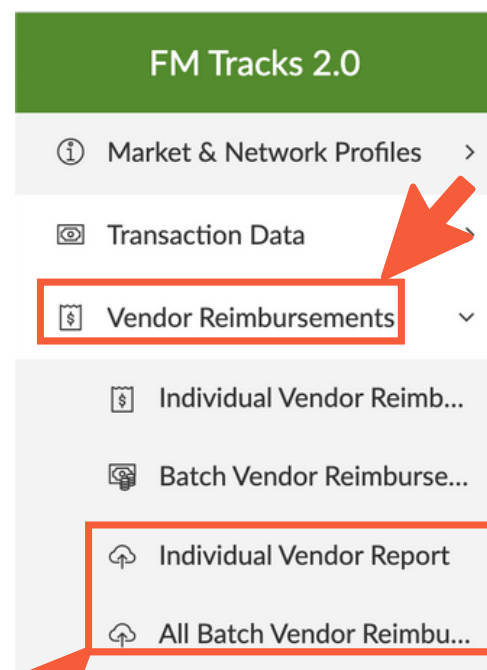 FM Tracks 2.0
Market & Network Profiles
Transaction Data
Vendor Reimbursements
Individual Vendor Reimb...
Batch Vendor Reimburse...
Individual Vendor Report
All Batch Vendor Reimbu...